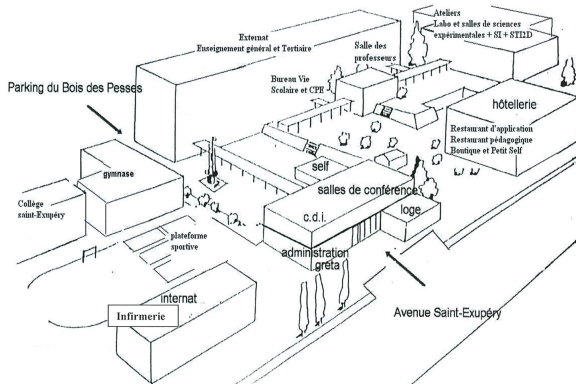 Ateliers
Labo et salles de sciences
expérimentales + SI + STI2D
Externat
Enseignement général et Tertiaire
Salle des
professeurs
Bureau Vie
Scolaire et CPE
Parking du Bois des Pesses
hôtellerie
Restaurant d'application
Restaurant pédagogique
Boutique et Petit Self
gymnase
self
salles de conférence
Collège
saint-Exupéry
c.d.i.
loge
plateforme
sportive
administration
greta
internat
Infirmerie
Avenue Saint-Exupéry